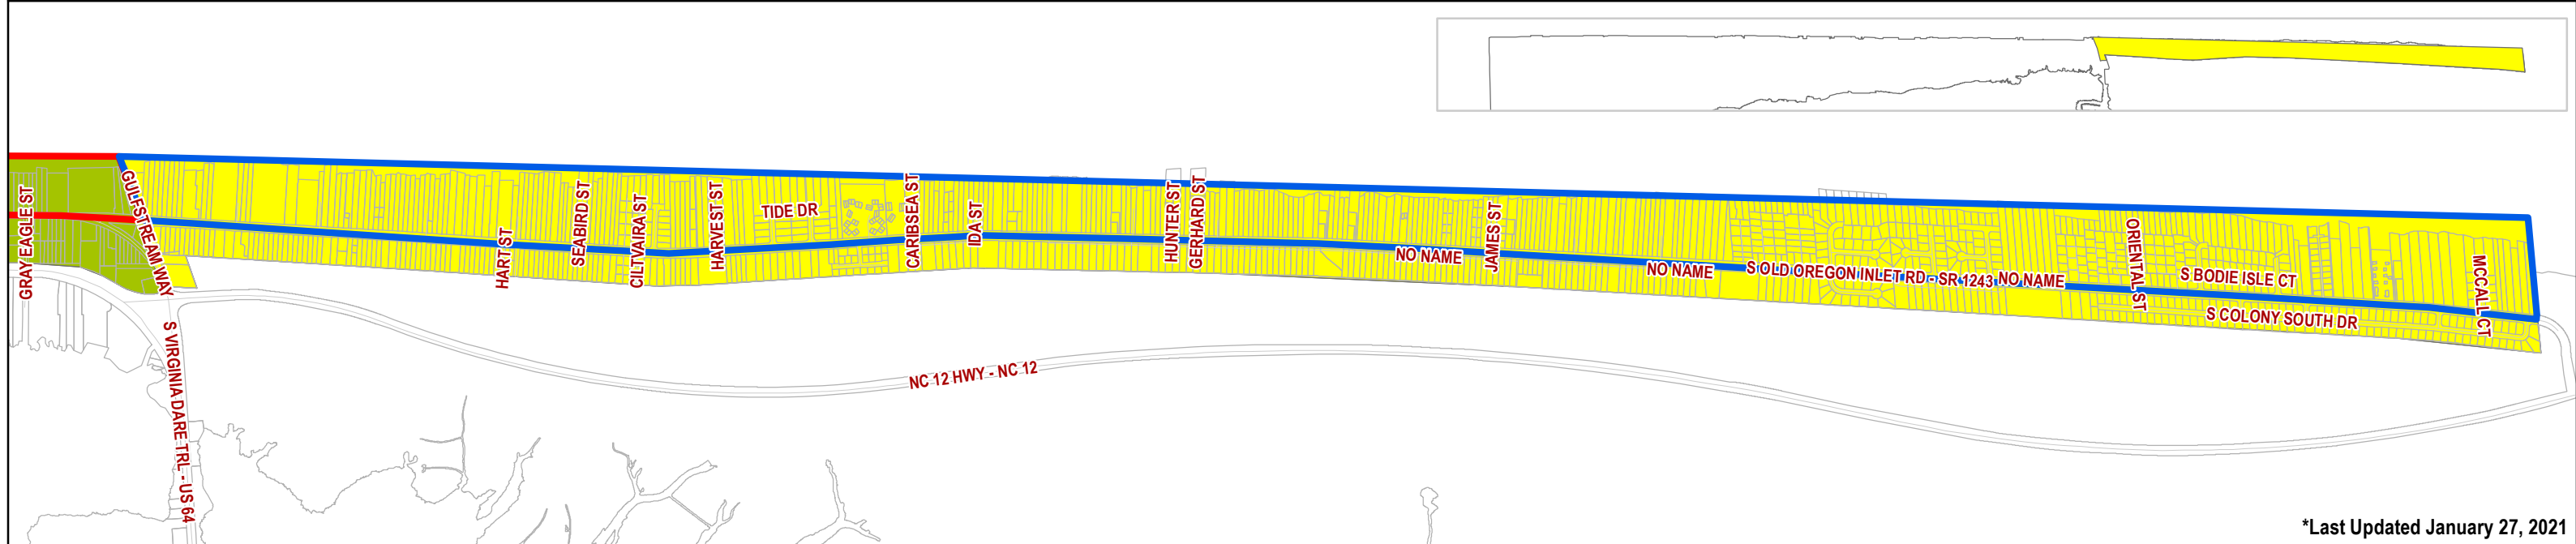 GRAY EAGLE ST
GULFSTREAM WAY
S VIRGINIA DARE TRL - US 64
HART ST
SEABIRD ST
CILTVAIRA ST
HARVEST ST
TIDE DR
CARIBSEA ST
IDA ST
NC 12 HWY - NC 12
HUNTER ST
GERHARD ST
NO NAME
JAMES ST
NO NAME
S OLD OREGON INLET RD - SR 1243
NO NAME
ORIENTAL ST
S BODIE ISLE CT
S COLONY SOUTH DR
MCCALL CT
*Last Updated January 27, 2021